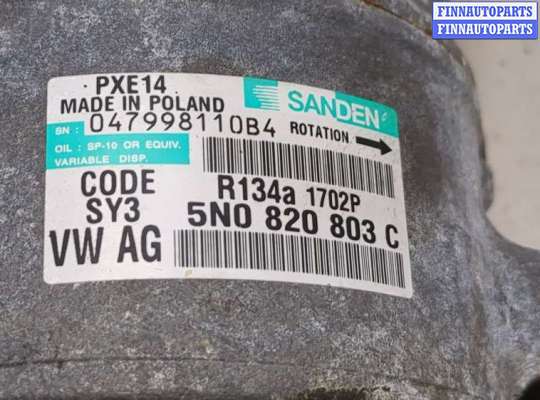 FINNAUTOPARTS
FINNAUTOPARTS
PXE14
MADE IN POLAND
SANDEN
SN : 047998110B4 ROTATION
OIL : SP-10 OR EQUIV.
VARIABLE DISP.
CODE R134a 1702P
SY3 5N0 820 803 C
VW AG